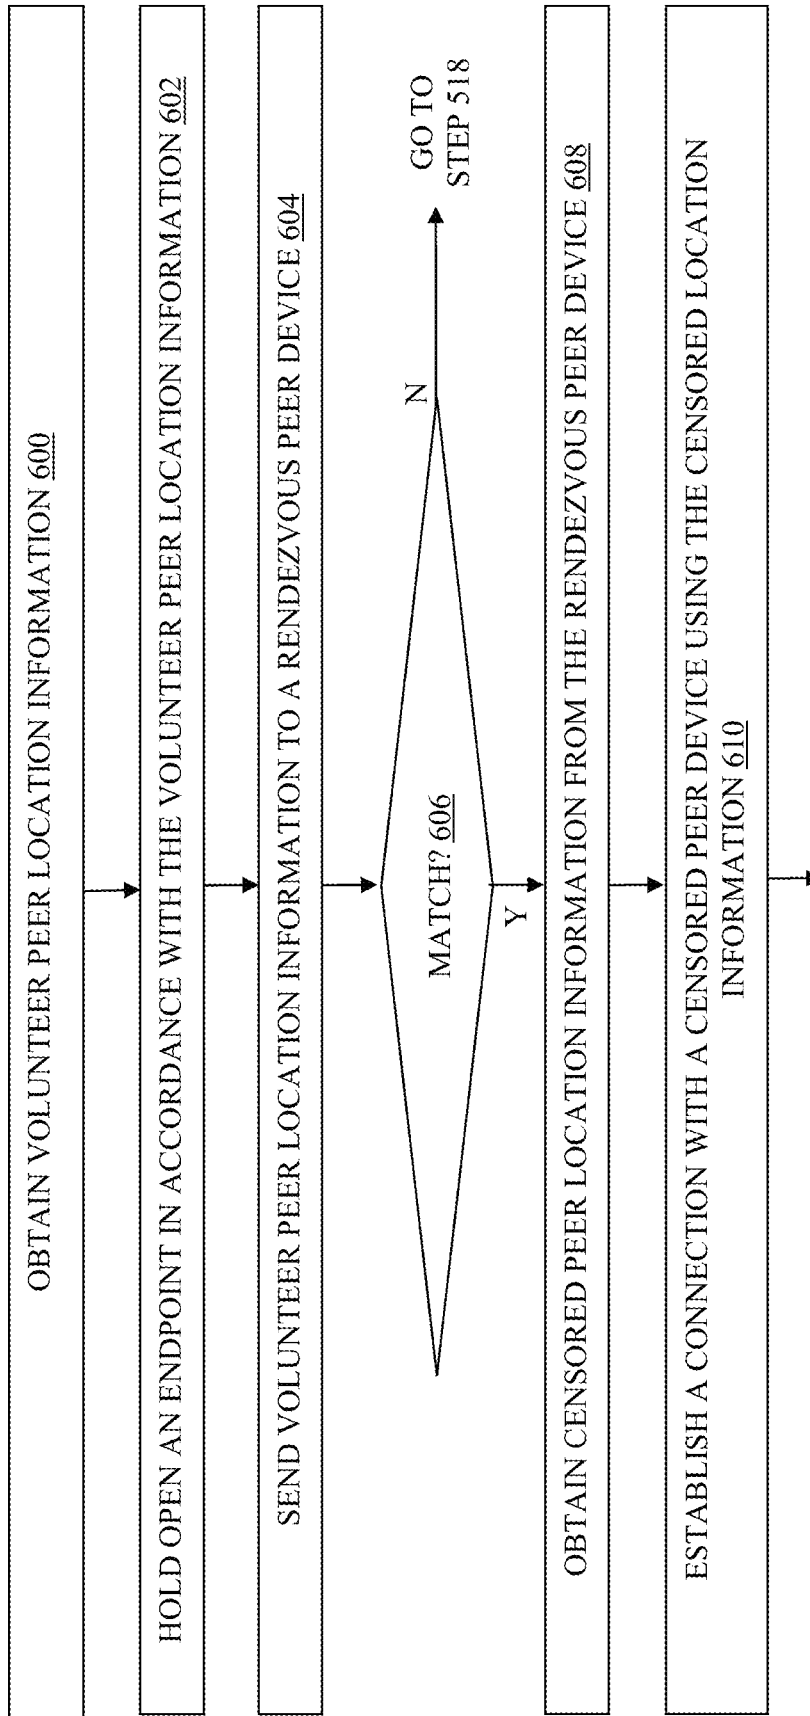 OBTAIN VOLUNTEER PEER LOCATION INFORMATION 600
HOLD OPEN AN ENDPOINT IN ACCORDANCE WITH THE VOLUNTEER PEER LOCATION INFORMATION 602
SEND VOLUNTEER PEER LOCATION INFORMATION TO A RENDEZVOUS PEER DEVICE 604
MATCH? 606
N
GO TO
STEP 518
Y
OBTAIN CENSORED PEER LOCATION INFORMATION FROM THE RENDEZVOUS PEER DEVICE 608
ESTABLISH A CONNECTION WITH A CENSORED PEER DEVICE USING THE CENSORED LOCATION
INFORMATION 610